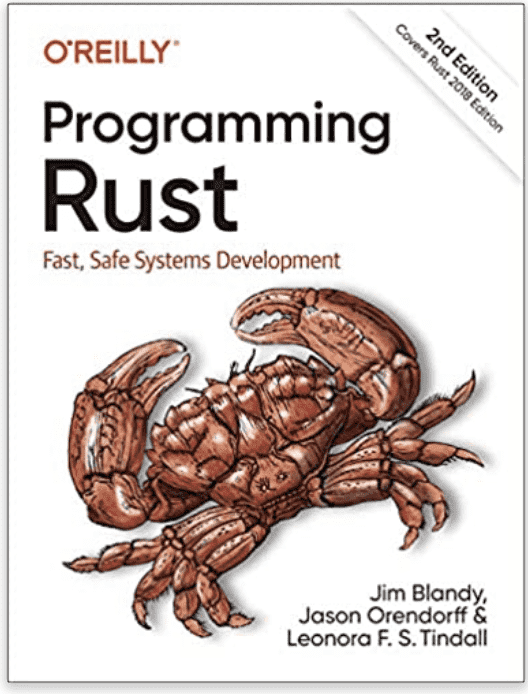 O'REILLY®
2nd Edition
Covers Rust 2018 Edition
Programming
Rust
Fast, Safe Systems Development
Jim Blandy,
Jason Orendorff &
Leonora F. S. Tindall